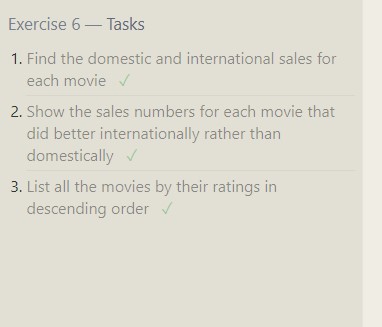 Exercise 6 — Tasks
1. Find the domestic and international sales for
each movie ✓
2. Show the sales numbers for each movie that
did better internationally rather than
domestically ✓
3. List all the movies by their ratings in
descending order ✓